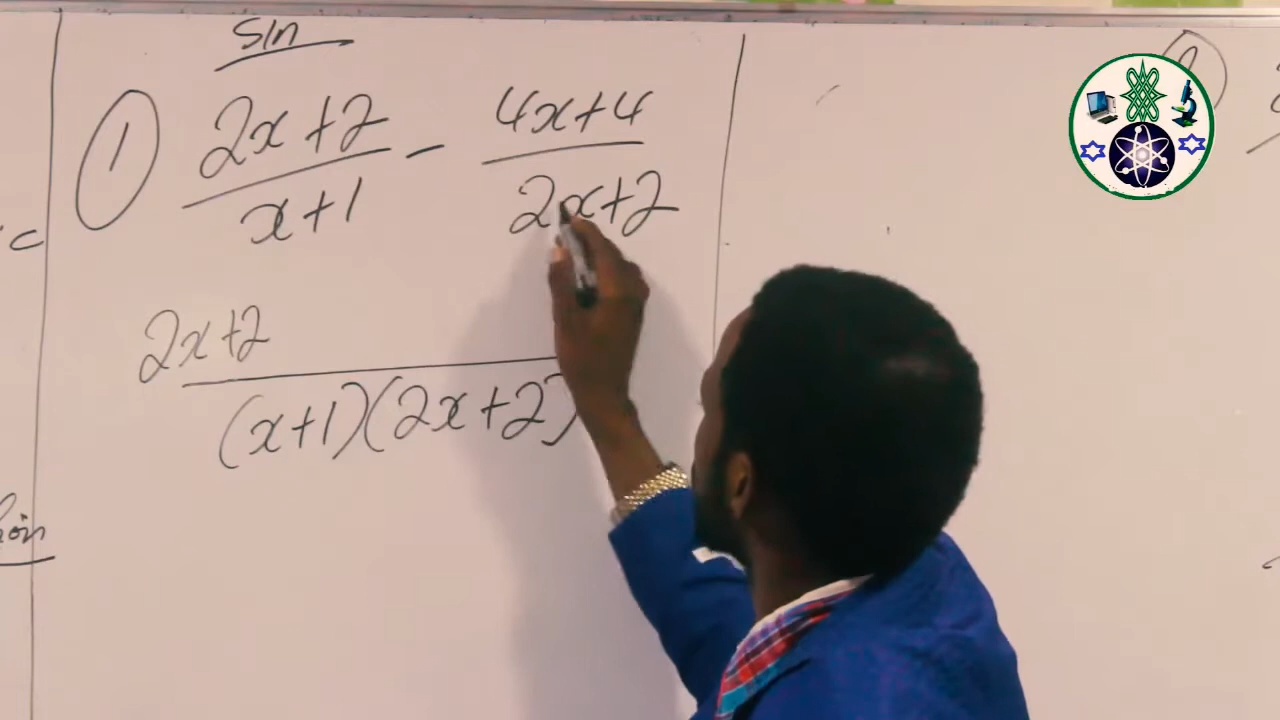 Sln
① 2x+2/x+1 - 4x+4/2x+2
2x+2
(x+1)(2x+2)